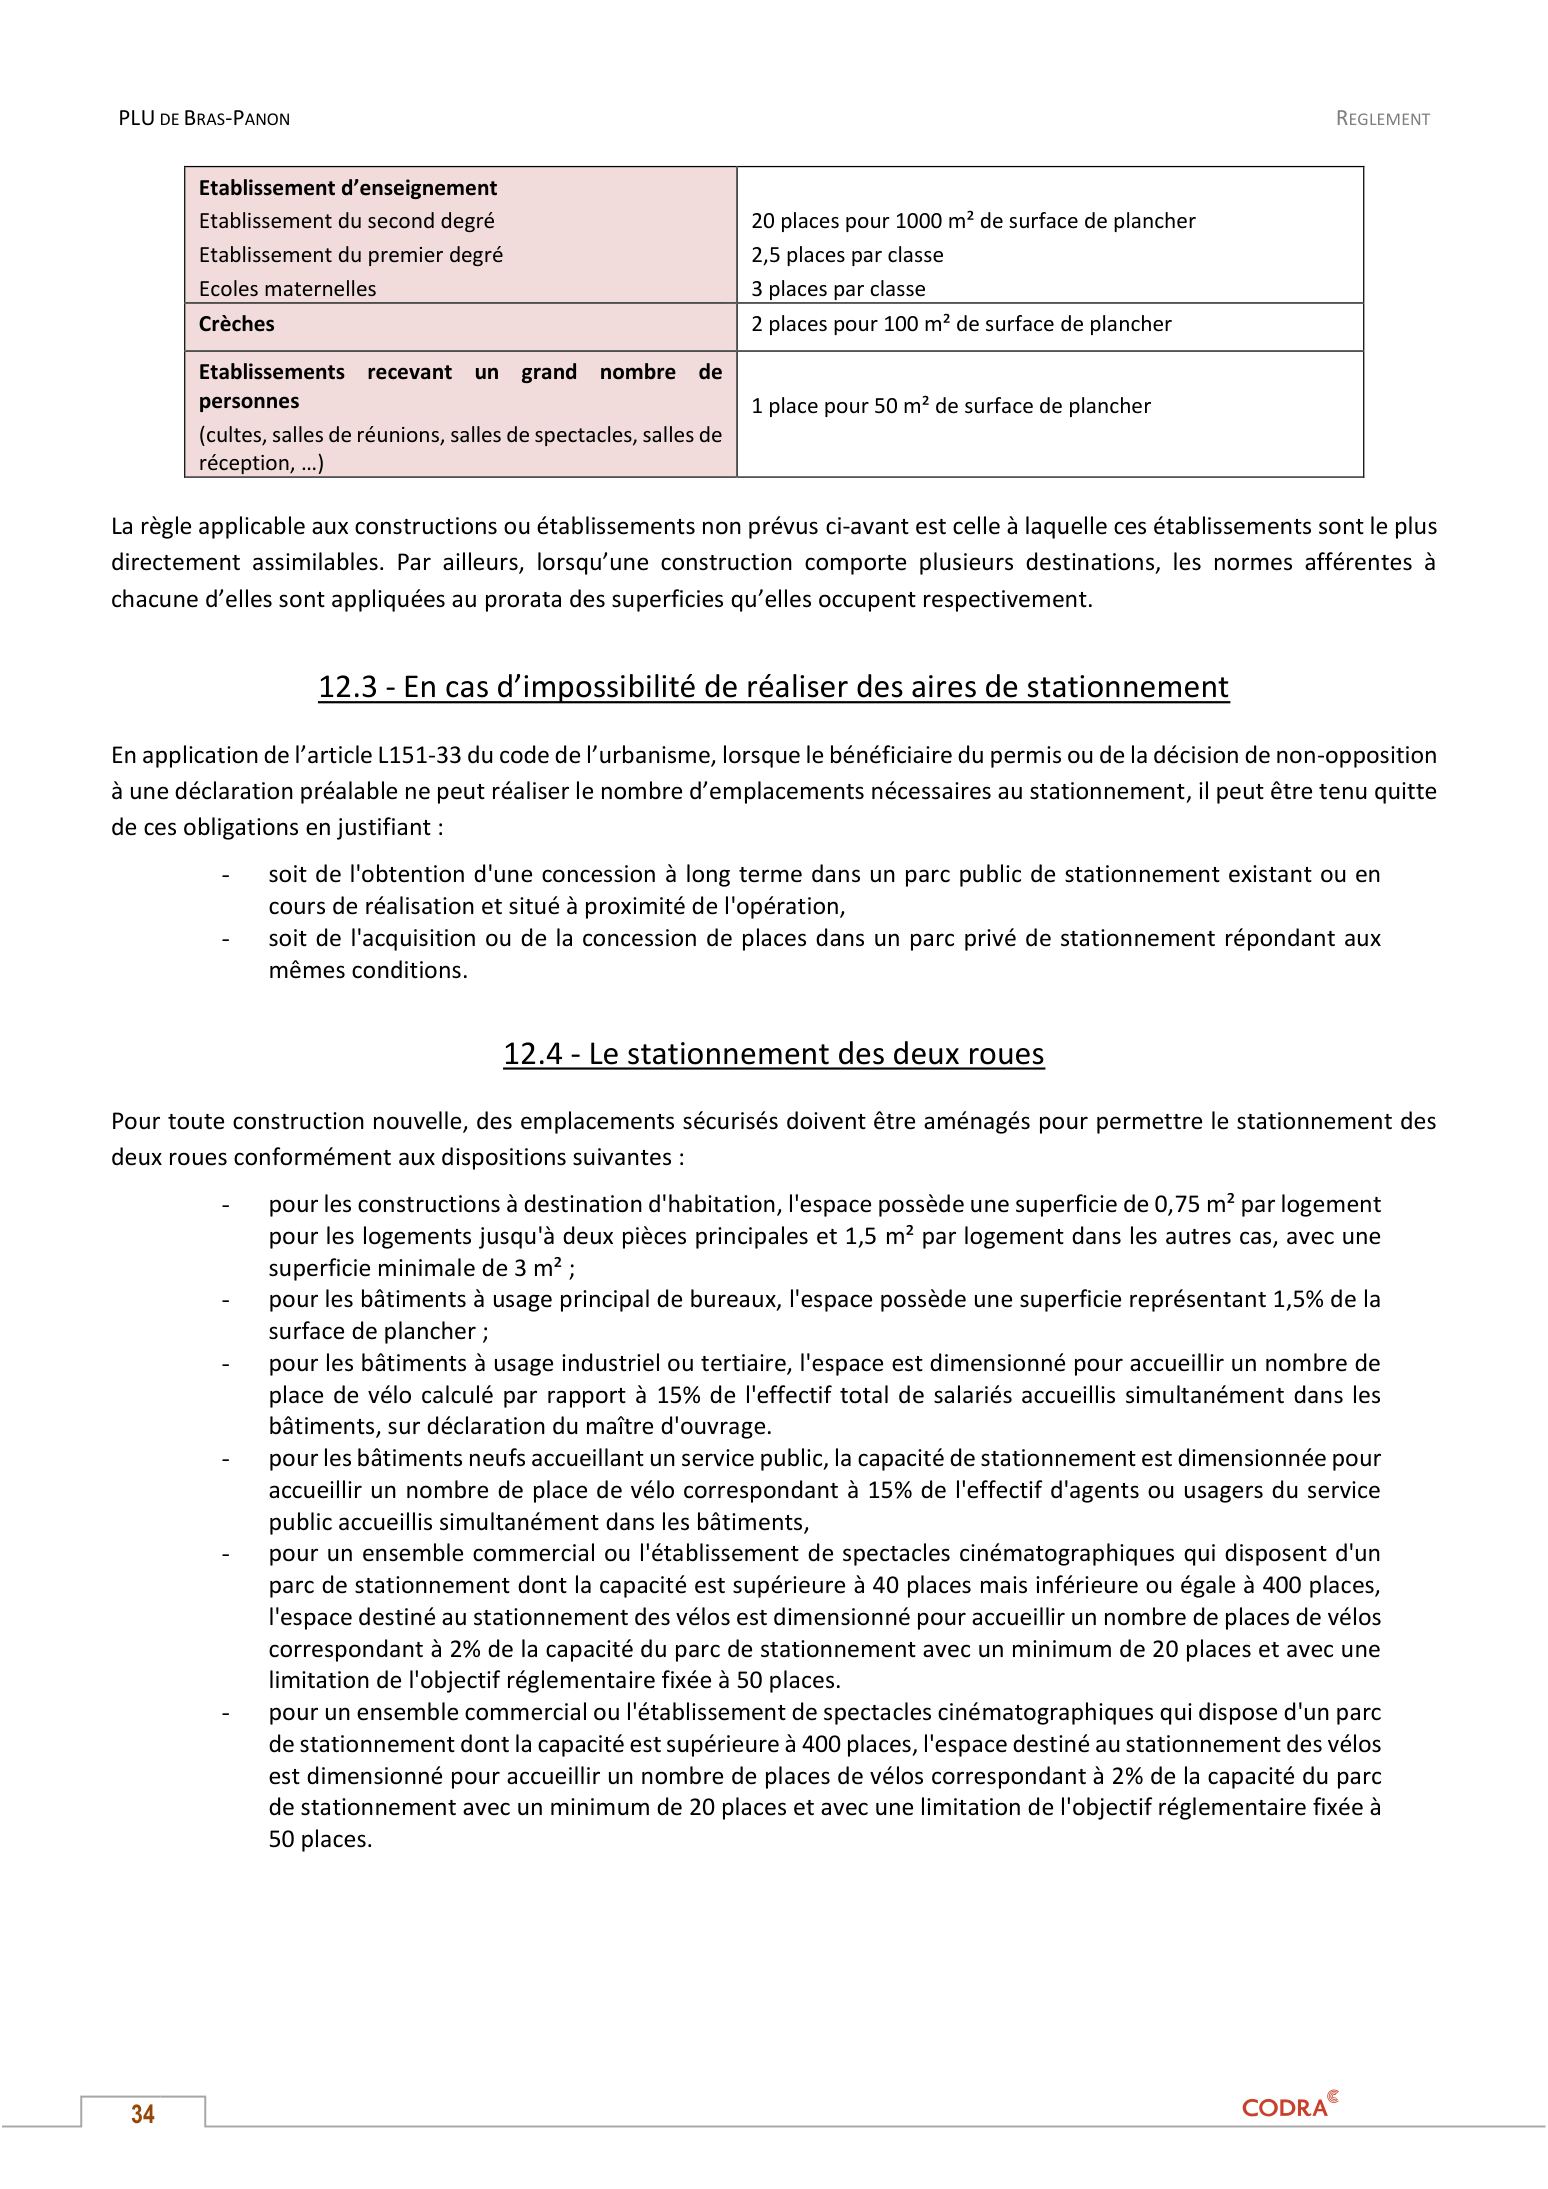 PLU DE BRAS-PANON
REGLEMENT
Etablissement d’enseignement
Etablissement du second degré
20 places pour 1000 m² de surface de plancher
Etablissement du premier degré
2,5 places par classe
Ecoles maternelles
3 places par classe
Crèches
2 places pour 100 m² de surface de plancher
Etablissements recevant un grand nombre de
personnes
(cultes, salles de réunions, salles de spectacles, salles de
réception, …)
1 place pour 50 m² de surface de plancher
La règle applicable aux constructions ou établissements non prévus ci-avant est celle à laquelle ces établissements sont le plus
directement assimilables. Par ailleurs, lorsqu’une construction comporte plusieurs destinations, les normes afférentes à
chacune d’elles sont appliquées au prorata des superficies qu’elles occupent respectivement.
12.3 - En cas d’impossibilité de réaliser des aires de stationnement
En application de l’article L151-33 du code de l’urbanisme, lorsque le bénéficiaire du permis ou de la décision de non-opposition
à une déclaration préalable ne peut réaliser le nombre d’emplacements nécessaires au stationnement, il peut être tenu quitte
de ces obligations en justifiant :
- soit de l'obtention d'une concession à long terme dans un parc public de stationnement existant ou en
cours de réalisation et situé à proximité de l'opération,
- soit de l'acquisition ou de la concession de places dans un parc privé de stationnement répondant aux
mêmes conditions.
12.4 - Le stationnement des deux roues
Pour toute construction nouvelle, des emplacements sécurisés doivent être aménagés pour permettre le stationnement des
deux roues conformément aux dispositions suivantes :
- pour les constructions à destination d'habitation, l'espace possède une superficie de 0,75 m² par logement
pour les logements jusqu'à deux pièces principales et 1,5 m² par logement dans les autres cas, avec une
superficie minimale de 3 m² ;
- pour les bâtiments à usage principal de bureaux, l'espace possède une superficie représentant 1,5% de la
surface de plancher ;
- pour les bâtiments à usage industriel ou tertiaire, l'espace est dimensionné pour accueillir un nombre de
place de vélo calculé par rapport à 15% de l'effectif total de salariés accueillis simultanément dans les
bâtiments, sur déclaration du maître d'ouvrage.
- pour les bâtiments neufs accueillant un service public, la capacité de stationnement est dimensionnée pour
accueillir un nombre de place de vélo correspondant à 15% de l'effectif d'agents ou usagers du service
public accueillis simultanément dans les bâtiments,
- pour un ensemble commercial ou l'établissement de spectacles cinématographiques qui disposent d'un
parc de stationnement dont la capacité est supérieure à 40 places mais inférieure ou égale à 400 places,
l'espace destiné au stationnement des vélos est dimensionné pour accueillir un nombre de places de vélos
correspondant à 2% de la capacité du parc de stationnement avec un minimum de 20 places et avec une
limitation de l'objectif réglementaire fixée à 50 places.
- pour un ensemble commercial ou l'établissement de spectacles cinématographiques qui dispose d'un parc
de stationnement dont la capacité est supérieure à 400 places, l'espace destiné au stationnement des vélos
est dimensionné pour accueillir un nombre de places de vélos correspondant à 2% de la capacité du parc
de stationnement avec un minimum de 20 places et avec une limitation de l'objectif réglementaire fixée à
50 places.
34
CODRA